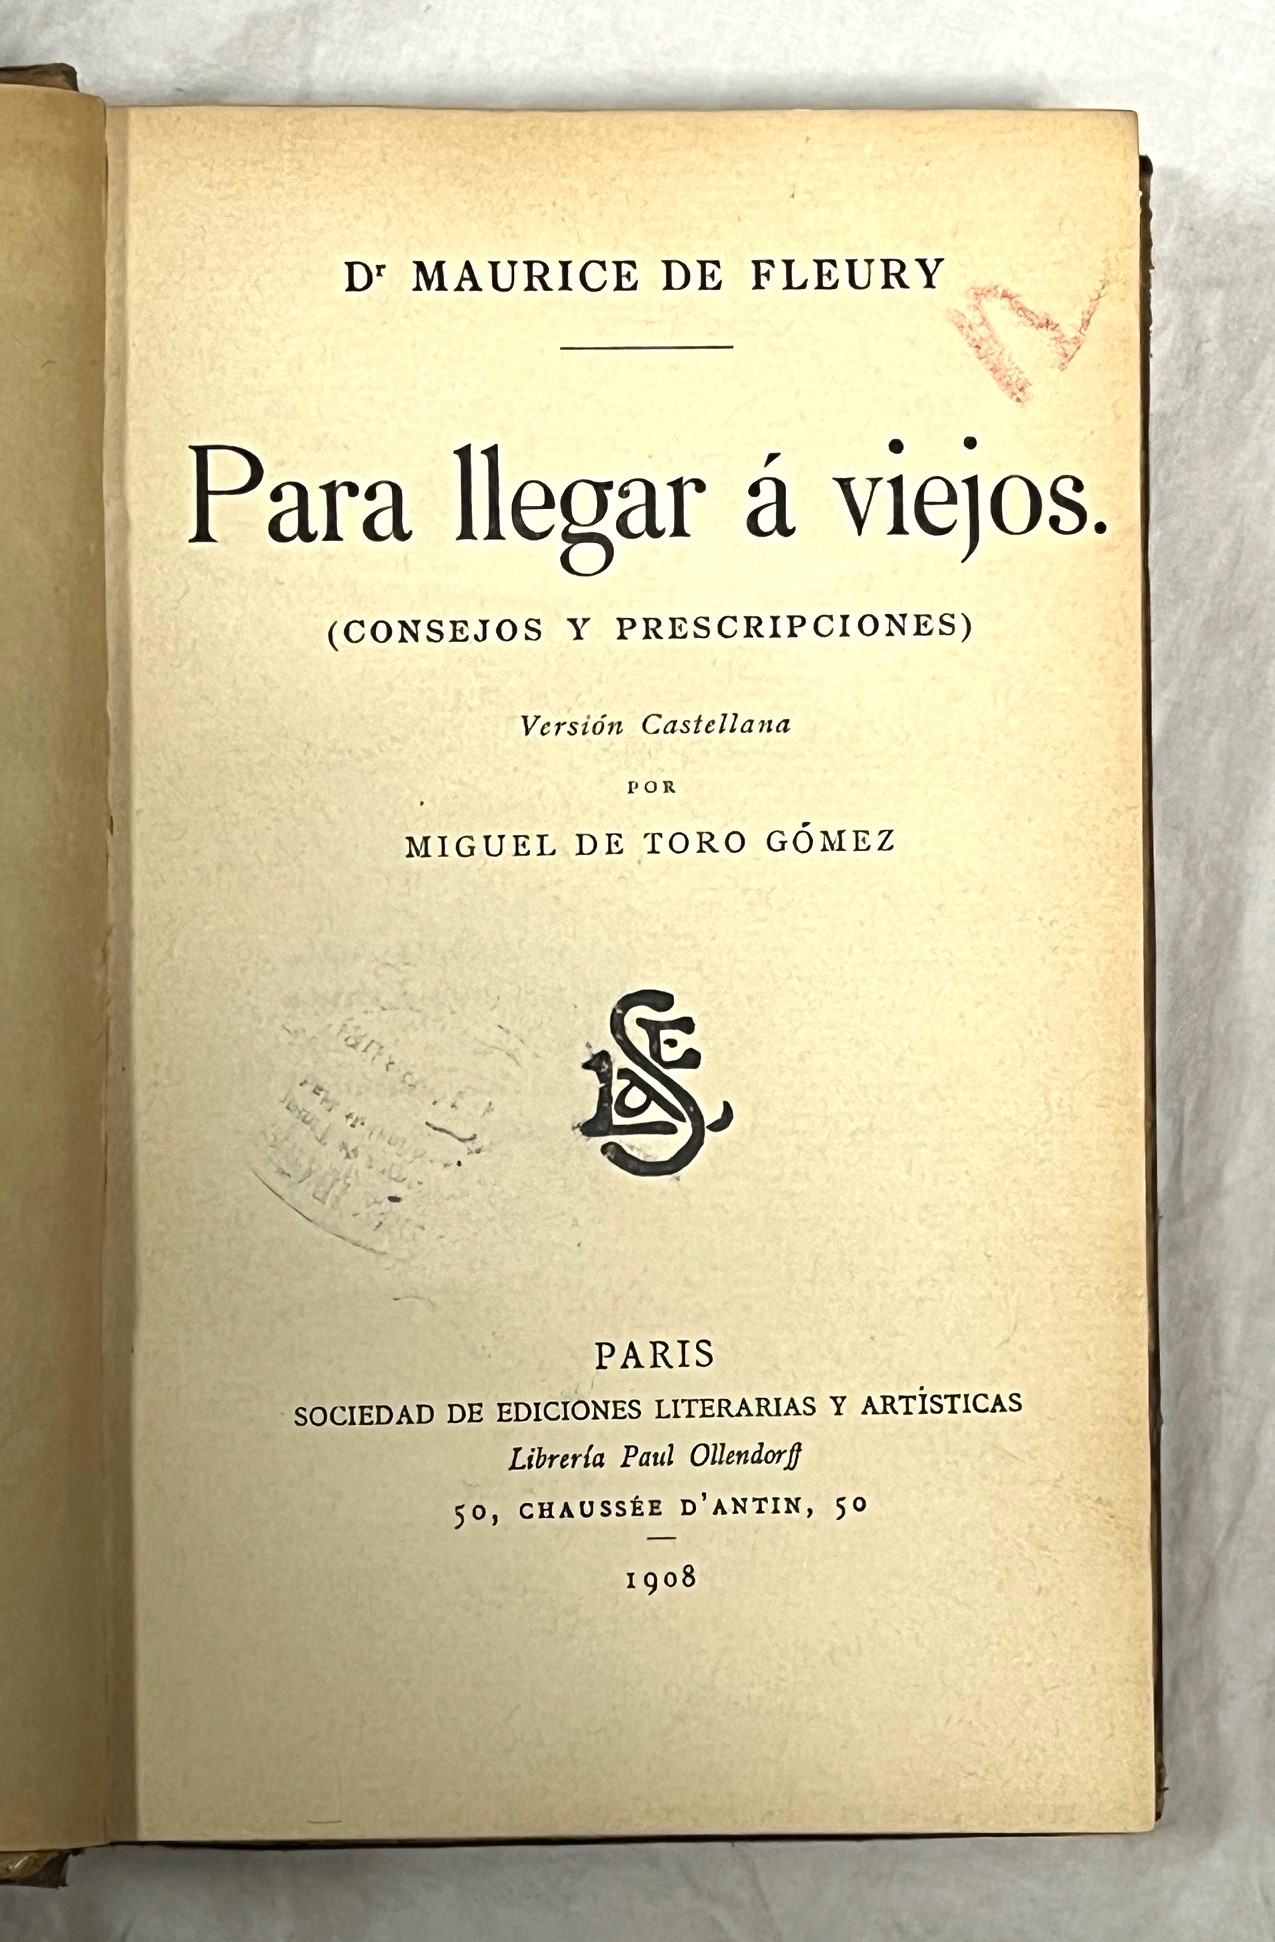 Dr MAURICE DE FLEURY
Para llegar á viejos.
(CONSEJOS Y PRESCRIPCIONES)
Versión Castellana
POR
MIGUEL DE TORO GÓMEZ
PARIS
SOCIEDAD DE EDICIONES LITERARIAS Y ARTÍSTICAS
Librería Paul Ollendorff
50, CHAUSSÉE D'ANTIN, 50
1908